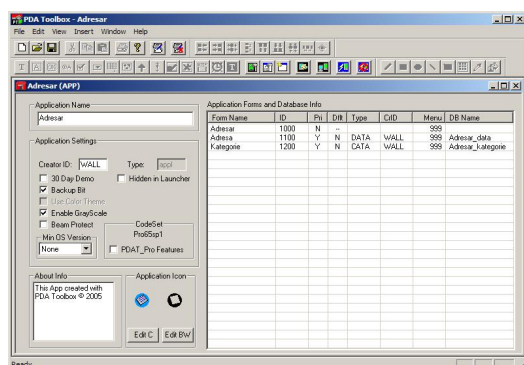 PDA Toolbox - Adresar
File Edit View Insert Window Help
Adresar (APP)
Application Name
Adresar
Application Settings
Creator ID: WALL Type: appl
30 Day Demo Hidden in Launcher
Backup Bit
Use Color Theme
Enable GrayScale
Beam Protect
CodeSet
Pro65sp1
Min OS Version
None
PDAT_Pro Features
About Info
This App created with
PDA Toolbox © 2005
Application Icon
Edit C Edit BW
Application Forms and Database Info
Form Name ID Pri Dflt Type CrID Menu DB Name
Adresar 1000 N -- 999
Adresa 1100 Y N DATA WALL 999 Adresar_data
Kategorie 1200 Y N CATA WALL 999 Adresar_kategorie
Ready